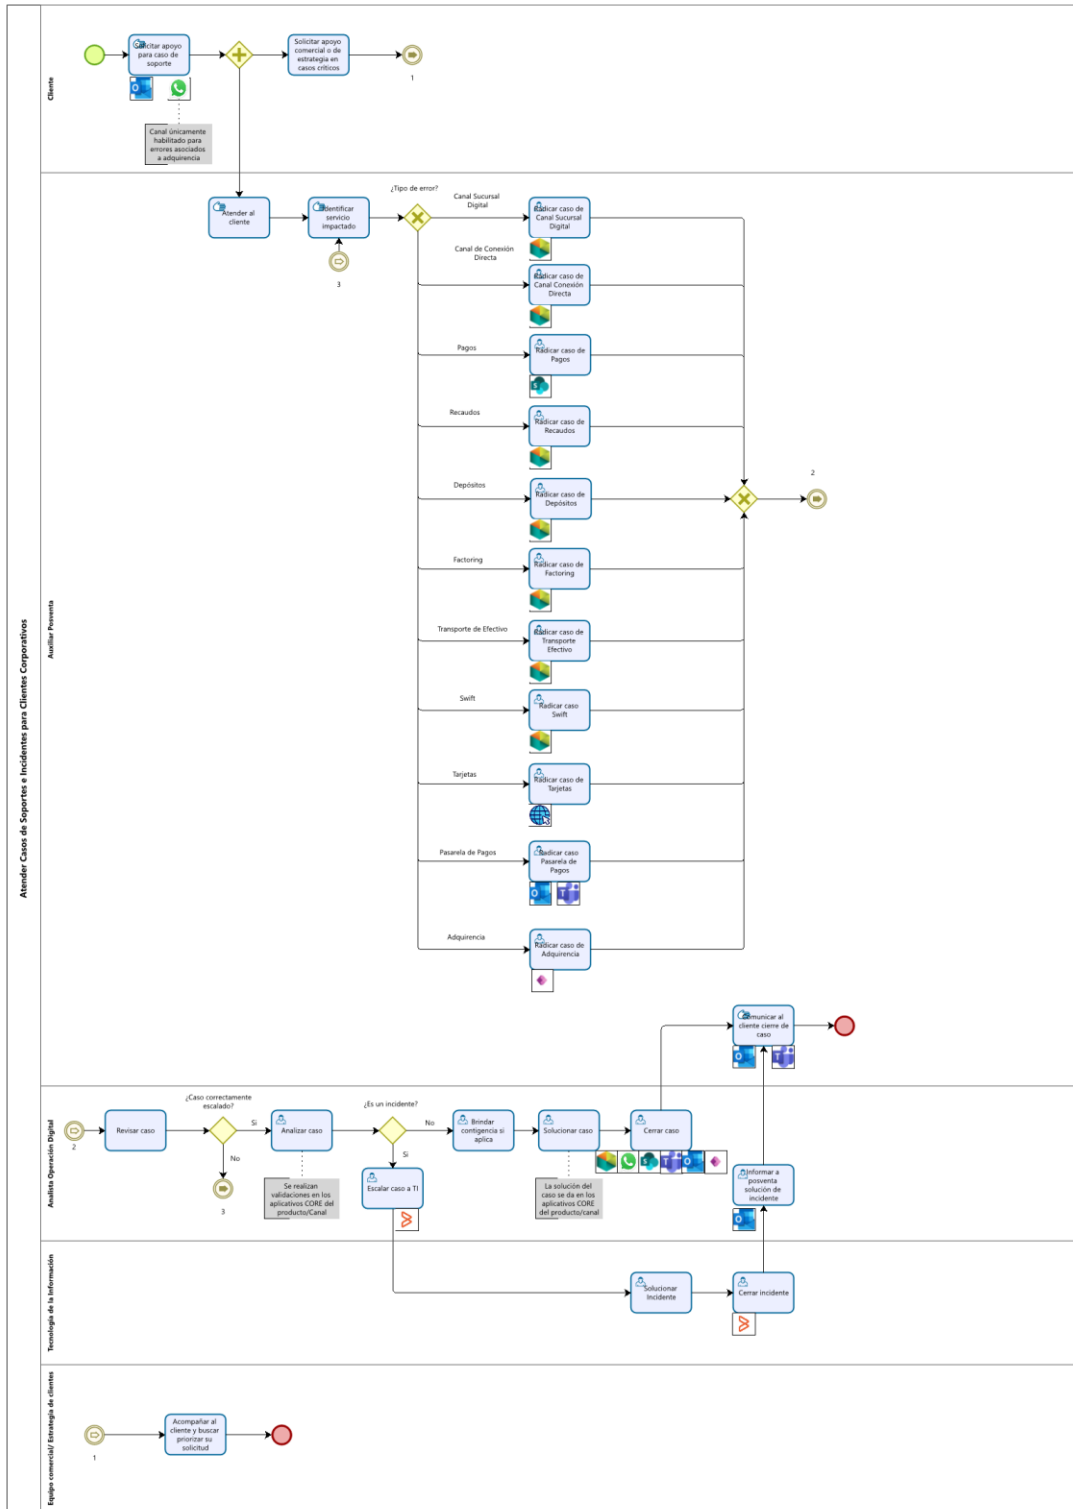 Atender Casos de Soportes e Incidentes para Clientes Corporativos
Cliente
Solicitar apoyo
para caso de
soporte
Solicitar apoyo
comercial o de
estrategia en
casos críticos
1
Canal únicamente
habilitado para
errores asociados
a adquirencia
Auxiliar Posventa
Atender al
cliente
Identificar
servicio
impactado
3
¿Tipo de error?
Canal Sucursal
Digital
Radicar caso de
Canal Sucursal
Digital
Canal de Conexión
Directa
Radicar caso de
Canal Conexión
Directa
Pagos
Radicar caso de
Pagos
Recaudos
Radicar caso de
Recaudos
Depósitos
Radicar caso de
Depósitos
2
Factoring
Radicar caso de
Factoring
Transporte de Efectivo
Radicar caso de
Transporte
Efectivo
Swift
Radicar caso
Swift
Tarjetas
Radicar caso de
Tarjetas
Pasarela de Pagos
Radicar caso
Pasarela de
Pagos
Adquirencia
Radicar caso de
Adquirencia
Comunicar al
cliente cierre de
caso
Analista Operación Digital
2
Revisar caso
¿Caso correctamente
escalado?
Si
No
3
Analizar caso
Se realizan
validaciones en los
aplicativos CORE del
producto/Canal
¿Es un incidente?
No
Si
Escalar caso a TI
Brindar
contigencia si
aplica
Solucionar caso
La solución del
caso se da en los
aplicativos CORE
del producto/canal
Cerrar caso
Informar a
posventa
solución de
incidente
Tecnología de la Información
Solucionar
Incidente
Cerrar incidente
Equipo comercial/ Estrategia de clientes
1
Acompañar al
cliente y buscar
priorizar su
solicitud